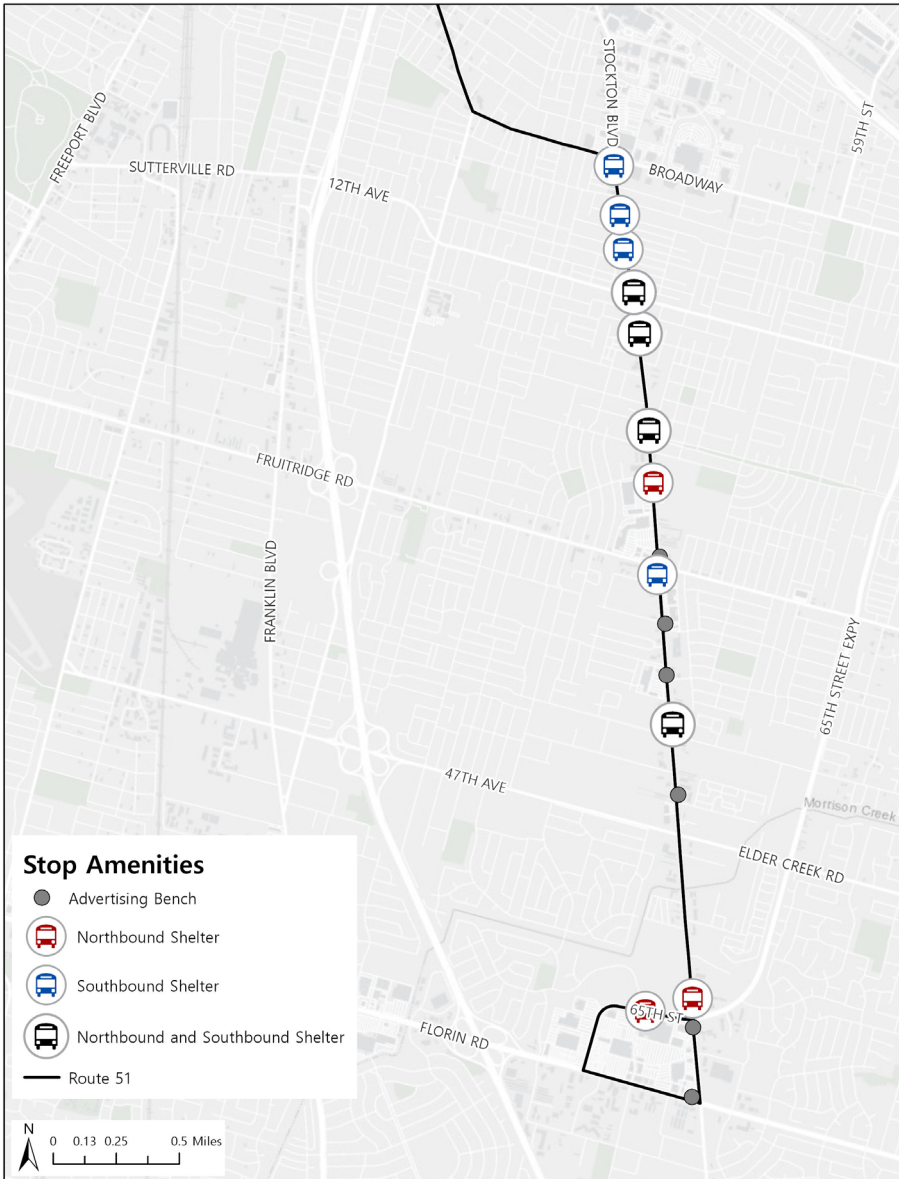 STOCKTON BLVD
59TH ST
FREEPORT BLVD
SUTTERVILLE RD
12TH AVE
BROADWAY
FRUITRIDGE RD
FRANKLIN BLVD
65TH STREET EXPY
47TH AVE
Morrison Creek
ELDER CREEK RD
65TH ST
FLORIN RD
Stop Amenities
Advertising Bench
Northbound Shelter
Southbound Shelter
Northbound and Southbound Shelter
Route 51
N
0 0.13 0.25 0.5 Miles